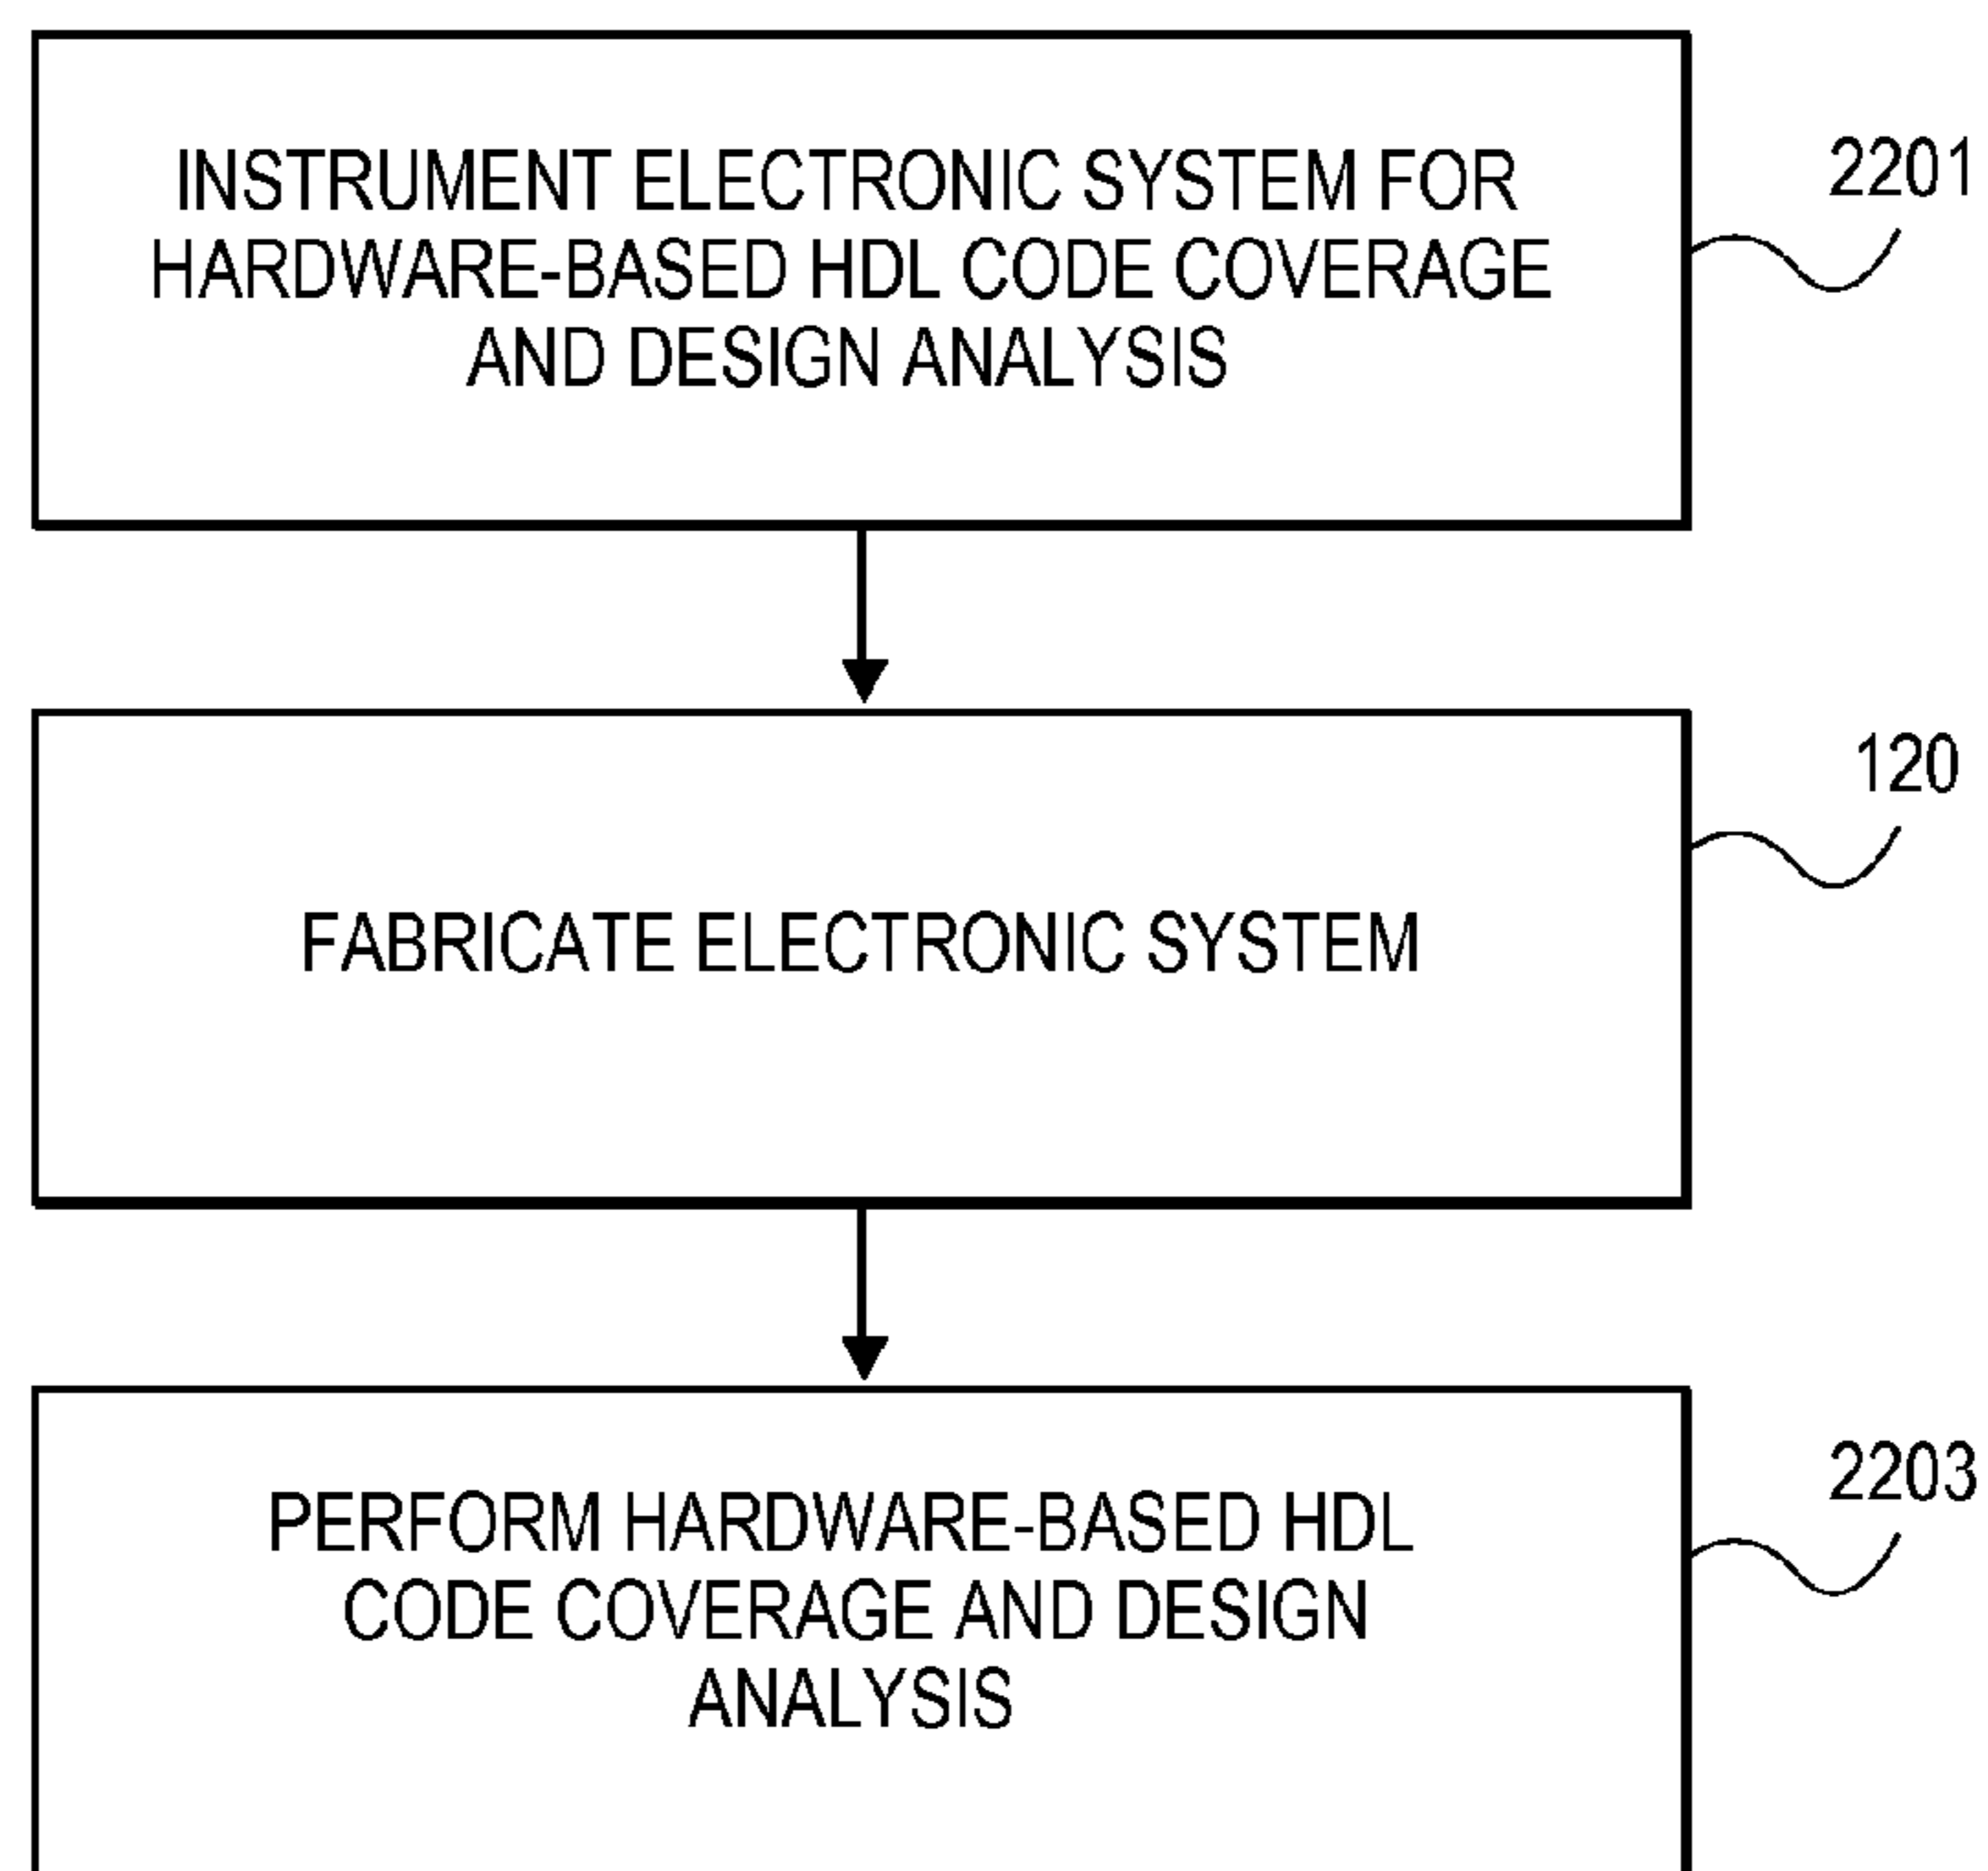 INSTRUMENT ELECTRONIC SYSTEM FOR
HARDWARE-BASED HDL CODE COVERAGE
AND DESIGN ANALYSIS
2201
FABRICATE ELECTRONIC SYSTEM
120
PERFORM HARDWARE-BASED HDL
CODE COVERAGE AND DESIGN
ANALYSIS
2203